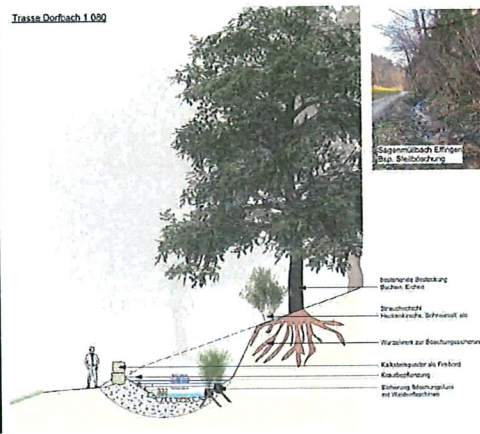 Trasse Dorfbach 1 080
Sagenmülibach Effingen
Bsp. Steilböschung
bestehende Bestockung
Buchen, Eichen
Strauchschicht
Heckenkirsche, Schneeball etc
Wurzelwerk zur Böschungssicherung
Kalksteinquader als Freibord
Krautbepflanzung
Sicherung Böschungsfuss
mit Weidenfaschinen